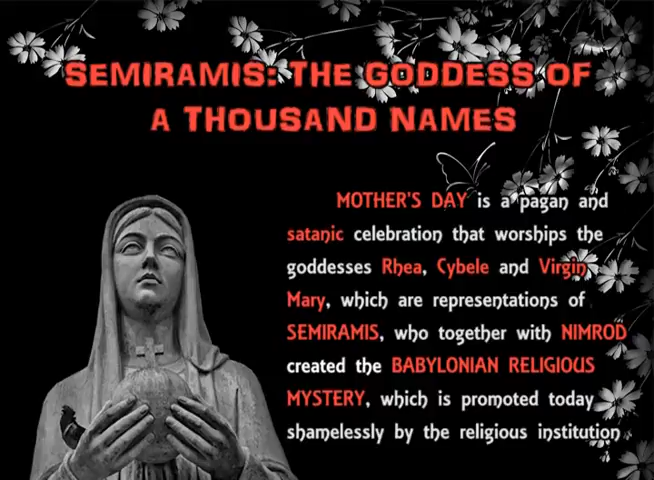 SEMIRAMIS: THE GODDESS OF
A THOUSAND NAMES
MOTHER'S DAY is a pagan and
satanic celebration that worships the
goddesses Rhea, Cybele and Virgin
Mary, which are representations of
SEMIRAMIS, who together with NIMROD
created the BABYLONIAN RELIGIOUS
MYSTERY, which is promoted today
shamelessly by the religious institution